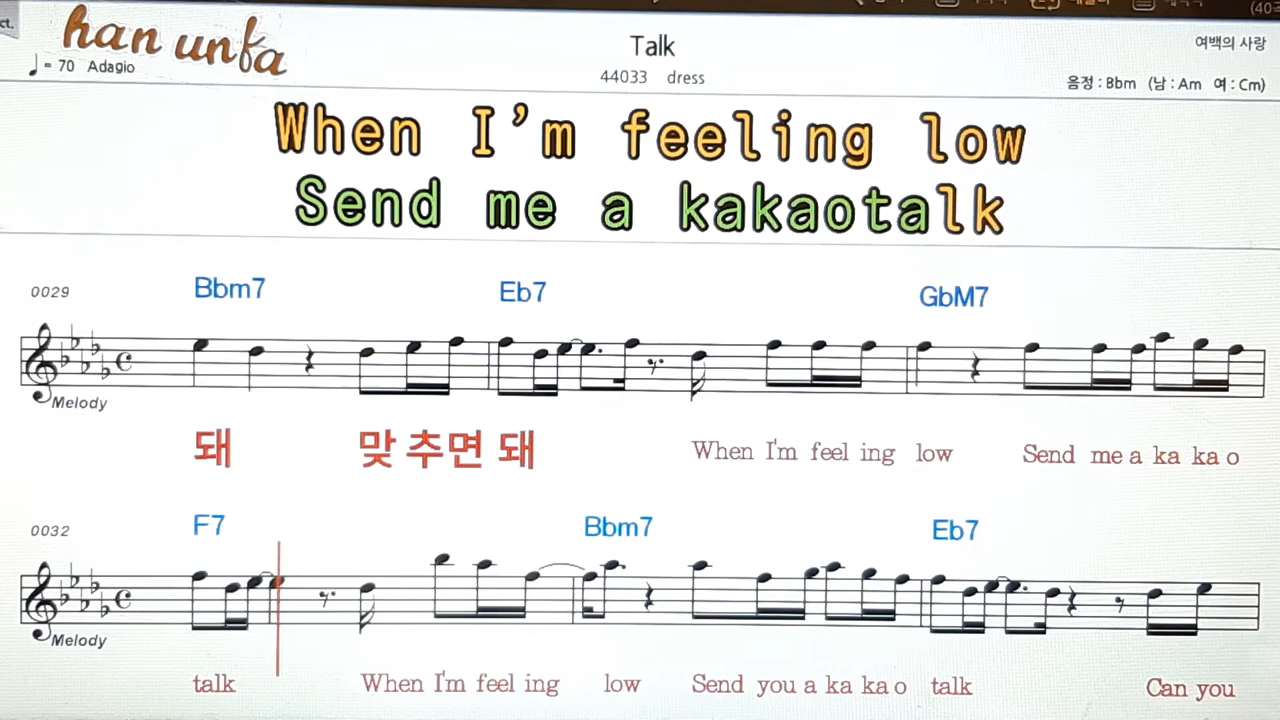 ct.
han unfa
Talk
여백의 사랑
♩= 70 Adagio
44033 dress
음정 : Bbm (남 : Am 여 : Cm)
When I'm feeling low
Send me a kakaotalk
0029 Bbm7 Eb7 GbM7
Melody
돼 맞 추면 돼 When I'm feel ing low Send me a ka ka o
0032 F7 Bbm7 Eb7
Melody
talk When I'm feel ing low Send you a ka ka o talk Can you